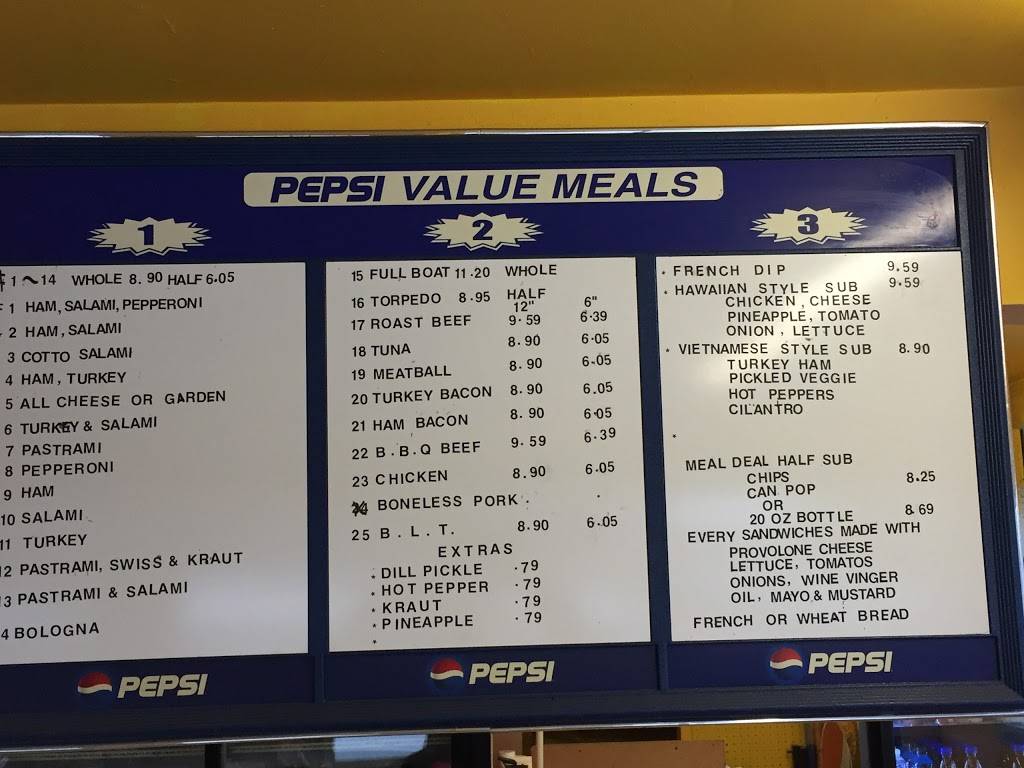 PEPSI VALUE MEALS
1
1~14 WHOLE 8.90 HALF 6.05
1 HAM, SALAMI, PEPPERONI
2 HAM, SALAMI
3 COTTO SALAMI
4 HAM, TURKEY
5 ALL CHEESE OR GARDEN
6 TURKEY & SALAMI
7 PASTRAMI
8 PEPPERONI
9 HAM
10 SALAMI
11 TURKEY
12 PASTRAMI, SWISS & KRAUT
13 PASTRAMI & SALAMI
4 BOLOGNA
PEPSI
2
15 FULL BOAT 11.20 WHOLE
16 TORPEDO 8.95 HALF
12" 6"
17 ROAST BEEF 9.59 6.39
18 TUNA 8.90 6.05
19 MEATBALL 8.90 6.05
20 TURKEY BACON 8.90 6.05
21 HAM BACON 8.90 6.05
22 B.B.Q BEEF 9.59 6.39
23 CHICKEN 8.90 6.05
24 BONELESS PORK.
25 B.L.T. 8.90 6.05
EXTRAS
. DILL PICKLE .79
. HOT PEPPER .79
. KRAUT .79
* PINEAPPLE .79
*
PEPSI
3
. FRENCH DIP 9.59
. HAWAIIAN STYLE SUB 9.59
CHICKEN, CHEESE
PINEAPPLE, TOMATO
ONION, LETTUCE
* VIETNAMESE STYLE SUB 8.90
TURKEY HAM
PICKLED VEGGIE
HOT PEPPERS
CILANTRO
*
MEAL DEAL HALF SUB
CHIPS 8.25
CAN POP
OR
20 OZ BOTTLE 8.69
EVERY SANDWICHES MADE WITH
PROVOLONE CHEESE
LETTUCE, TOMATOS
ONIONS, WINE VINGER
OIL, MAYO & MUSTARD
FRENCH OR WHEAT BREAD
PEPSI